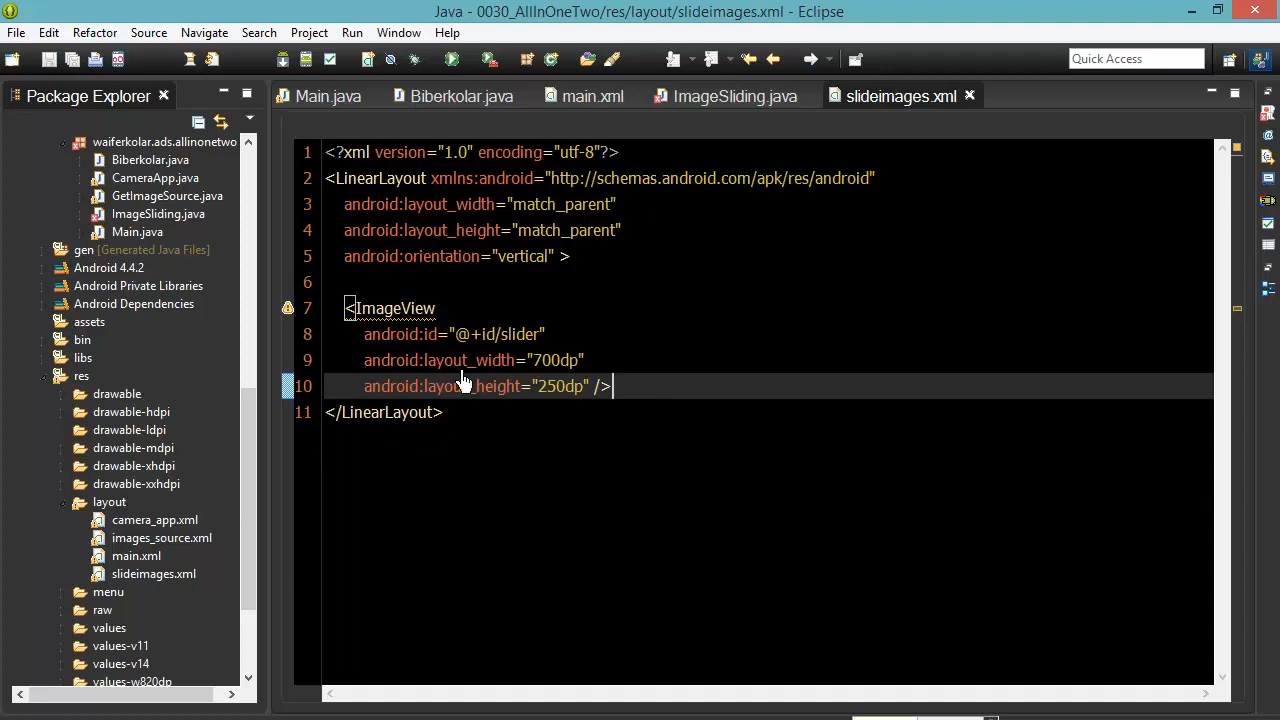 Java - 0030_AllInOneTwo/res/layout/slideimages.xml - Eclipse
File Edit Refactor Source Navigate Search Project Run Window Help
Quick Access
Package Explorer
Main.java Biberkolar.java main.xml ImageSliding.java slideimages.xml
waiferkolar.ads.allinonetwo
Biberkolar.java
CameraApp.java
GetImageSource.java
ImageSliding.java
Main.java
gen [Generated Java Files]
Android 4.4.2
Android Private Libraries
Android Dependencies
assets
bin
libs
res
drawable
drawable-hdpi
drawable-ldpi
drawable-mdpi
drawable-xhdpi
drawable-xxhdpi
layout
camera_app.xml
images_source.xml
main.xml
slideimages.xml
menu
raw
values
values-v11
values-v14
values-w820dp
1 <?xml version="1.0" encoding="utf-8"?>
2 <LinearLayout xmlns:android="http://schemas.android.com/apk/res/android"
3 android:layout_width="match_parent"
4 android:layout_height="match_parent"
5 android:orientation="vertical" >
6
7 <ImageView
8 android:id="@+id/slider"
9 android:layout_width="700dp"
10 android:layout_height="250dp" />
11 </LinearLayout>